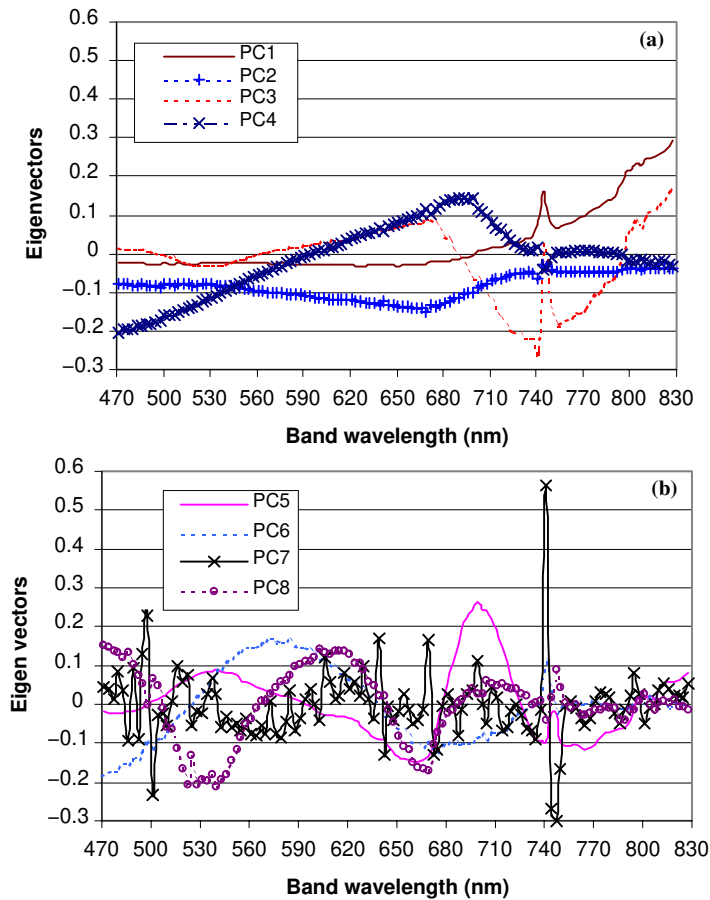 (a)
PC1
PC2
PC3
PC4
Eigenvectors
0.6
0.5
0.4
0.3
0.2
0.1
0
−0.1
−0.2
−0.3
470 500 530 560 590 620 650 680 710 740 770 800 830
Band wavelength (nm)
(b)
PC5
PC6
PC7
PC8
Eigen vectors
0.6
0.5
0.4
0.3
0.2
0.1
0
−0.1
−0.2
−0.3
470 500 530 560 590 620 650 680 710 740 770 800 830
Band wavelength (nm)